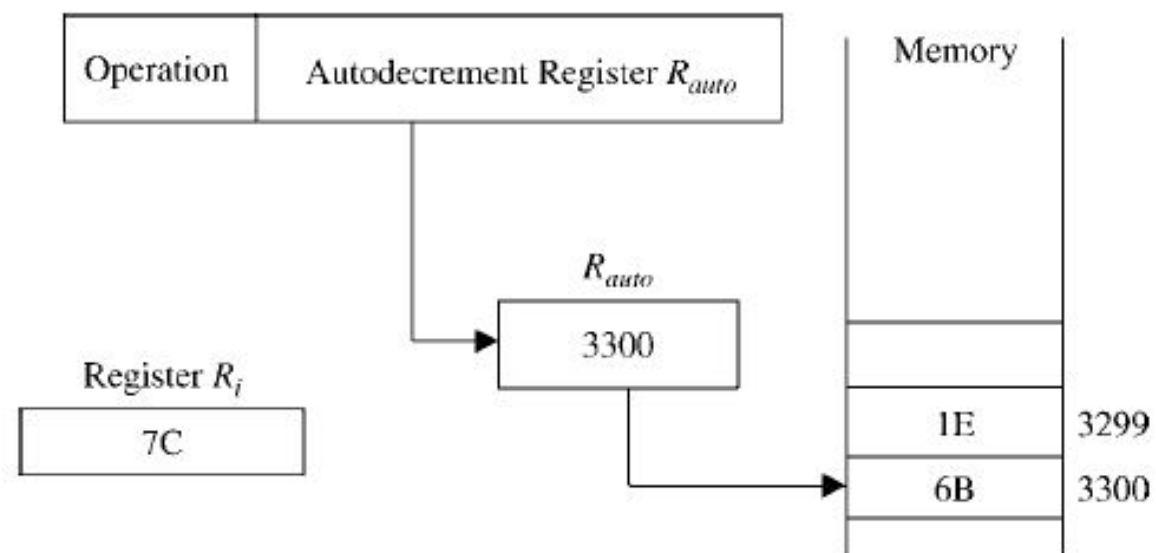 Operation Autodecrement Register R_auto
Memory
R_auto
3300
Register R_i
7C
1E 3299
6B 3300